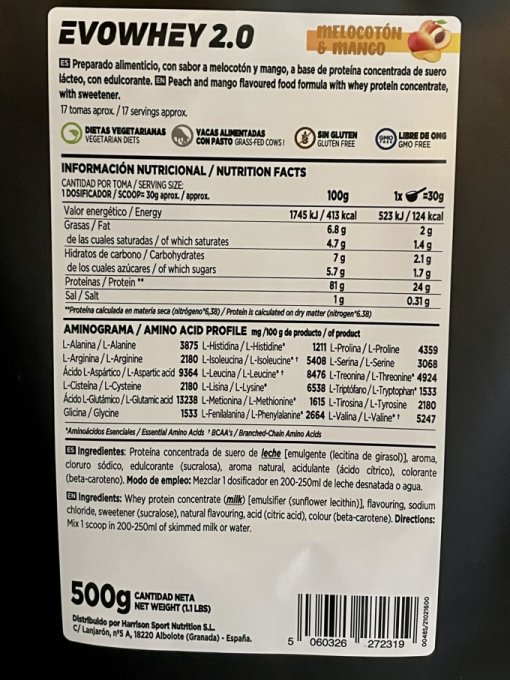 EVOWHEY 2.0
MELOCOTÓN
& MANGO
ES Preparado alimenticio, con sabor a melocotón y mango, a base de proteína concentrada de suero
lácteo, con edulcorante. EN Peach and mango flavoured food formula with whey protein concentrate,
with sweetener.
17 tomas aprox. / 17 servings approx.
DIETAS VEGETARIANAS
VEGETARIAN DIETS
VACAS ALIMENTADAS
CON PASTO GRASS-FED COWS!
SIN GLUTEN
GLUTEN FREE
GMO FREE
LIBRE DE OMG
GMO FREE
INFORMACIÓN NUTRICIONAL / NUTRITION FACTS
CANTIDAD POR TOMA / SERVING SIZE:
1 DOSIFICADOR / SCOOP= 30g aprox. / approx. 100g 1x =30g
Valor energético / Energy 1745 kJ / 413 kcal 523 kJ / 124 kcal
Grasas / Fat 6.8 g 2 g
de las cuales saturadas / of which saturates 4.7 g 1.4 g
Hidratos de carbono / Carbohydrates 7 g 2.1 g
de los cuales azúcares / of which sugars 5.7 g 1.7 g
Proteínas / Protein ** 81 g 24 g
Sal / Salt 1 g 0.31 g
**Proteína calculada en materia seca (nitrógeno*6,38) / Protein is calculated on dry matter (nitrogen*6.38)
AMINOGRAMA / AMINO ACID PROFILE mg /100 g de producto / of product
L-Alanina / L-Alanine 3875 L-Histidina / L-Histidine* 1211 L-Prolina / L-Proline 4359
L-Arginina / L-Arginine 2180 L-Isoleucina / L-Isoleucine* † 5408 L-Serina / L-Serine 3068
Ácido L-Aspártico / L-Aspartic acid 9364 L-Leucina / L-Leucine* † 8476 L-Treonina / L-Threonine* 4924
L-Cisteína / L-Cysteine 2180 L-Lisina / L-Lysine* 6538 L-Triptófano / L-Tryptophan* 1533
Ácido L-Glutámico / L-Glutamic acid 13238 L-Metionina / L-Methionine* 1615 L-Tirosina / L-Tyrosine 2180
Glicina / Glycine 1533 L-Fenilalanina / L-Phenylalanine* 2664 L-Valina / L-Valine* † 5247
*Aminoácidos Esenciales / Essential Amino Acids † BCAA's / Branched-Chain Amino Acids
ES Ingredientes: Proteína concentrada de suero de leche [emulgente (lecitina de girasol)], aroma,
cloruro sódico, edulcorante (sucralosa), aroma natural, acidulante (ácido cítrico), colorante
(beta-caroteno). Modo de empleo: Mezclar 1 dosificador en 200-250ml de leche desnatada o agua.
EN Ingredients: Whey protein concentrate (milk) [emulsifier (sunflower lecithin)], flavouring, sodium
chloride, sweetener (sucralose), natural flavouring, acid (citric acid), colour (beta-carotene). Directions:
Mix 1 scoop in 200-250ml of skimmed milk or water.
500g CANTIDAD NETA
NET WEIGHT (1.1 LBS)
Distribuido por Harrison Sport Nutrition S.L.
C/ Lanjarón, nº5 A, 18220 Albolote (Granada) - España.
5 060326 272319
00485/21021600